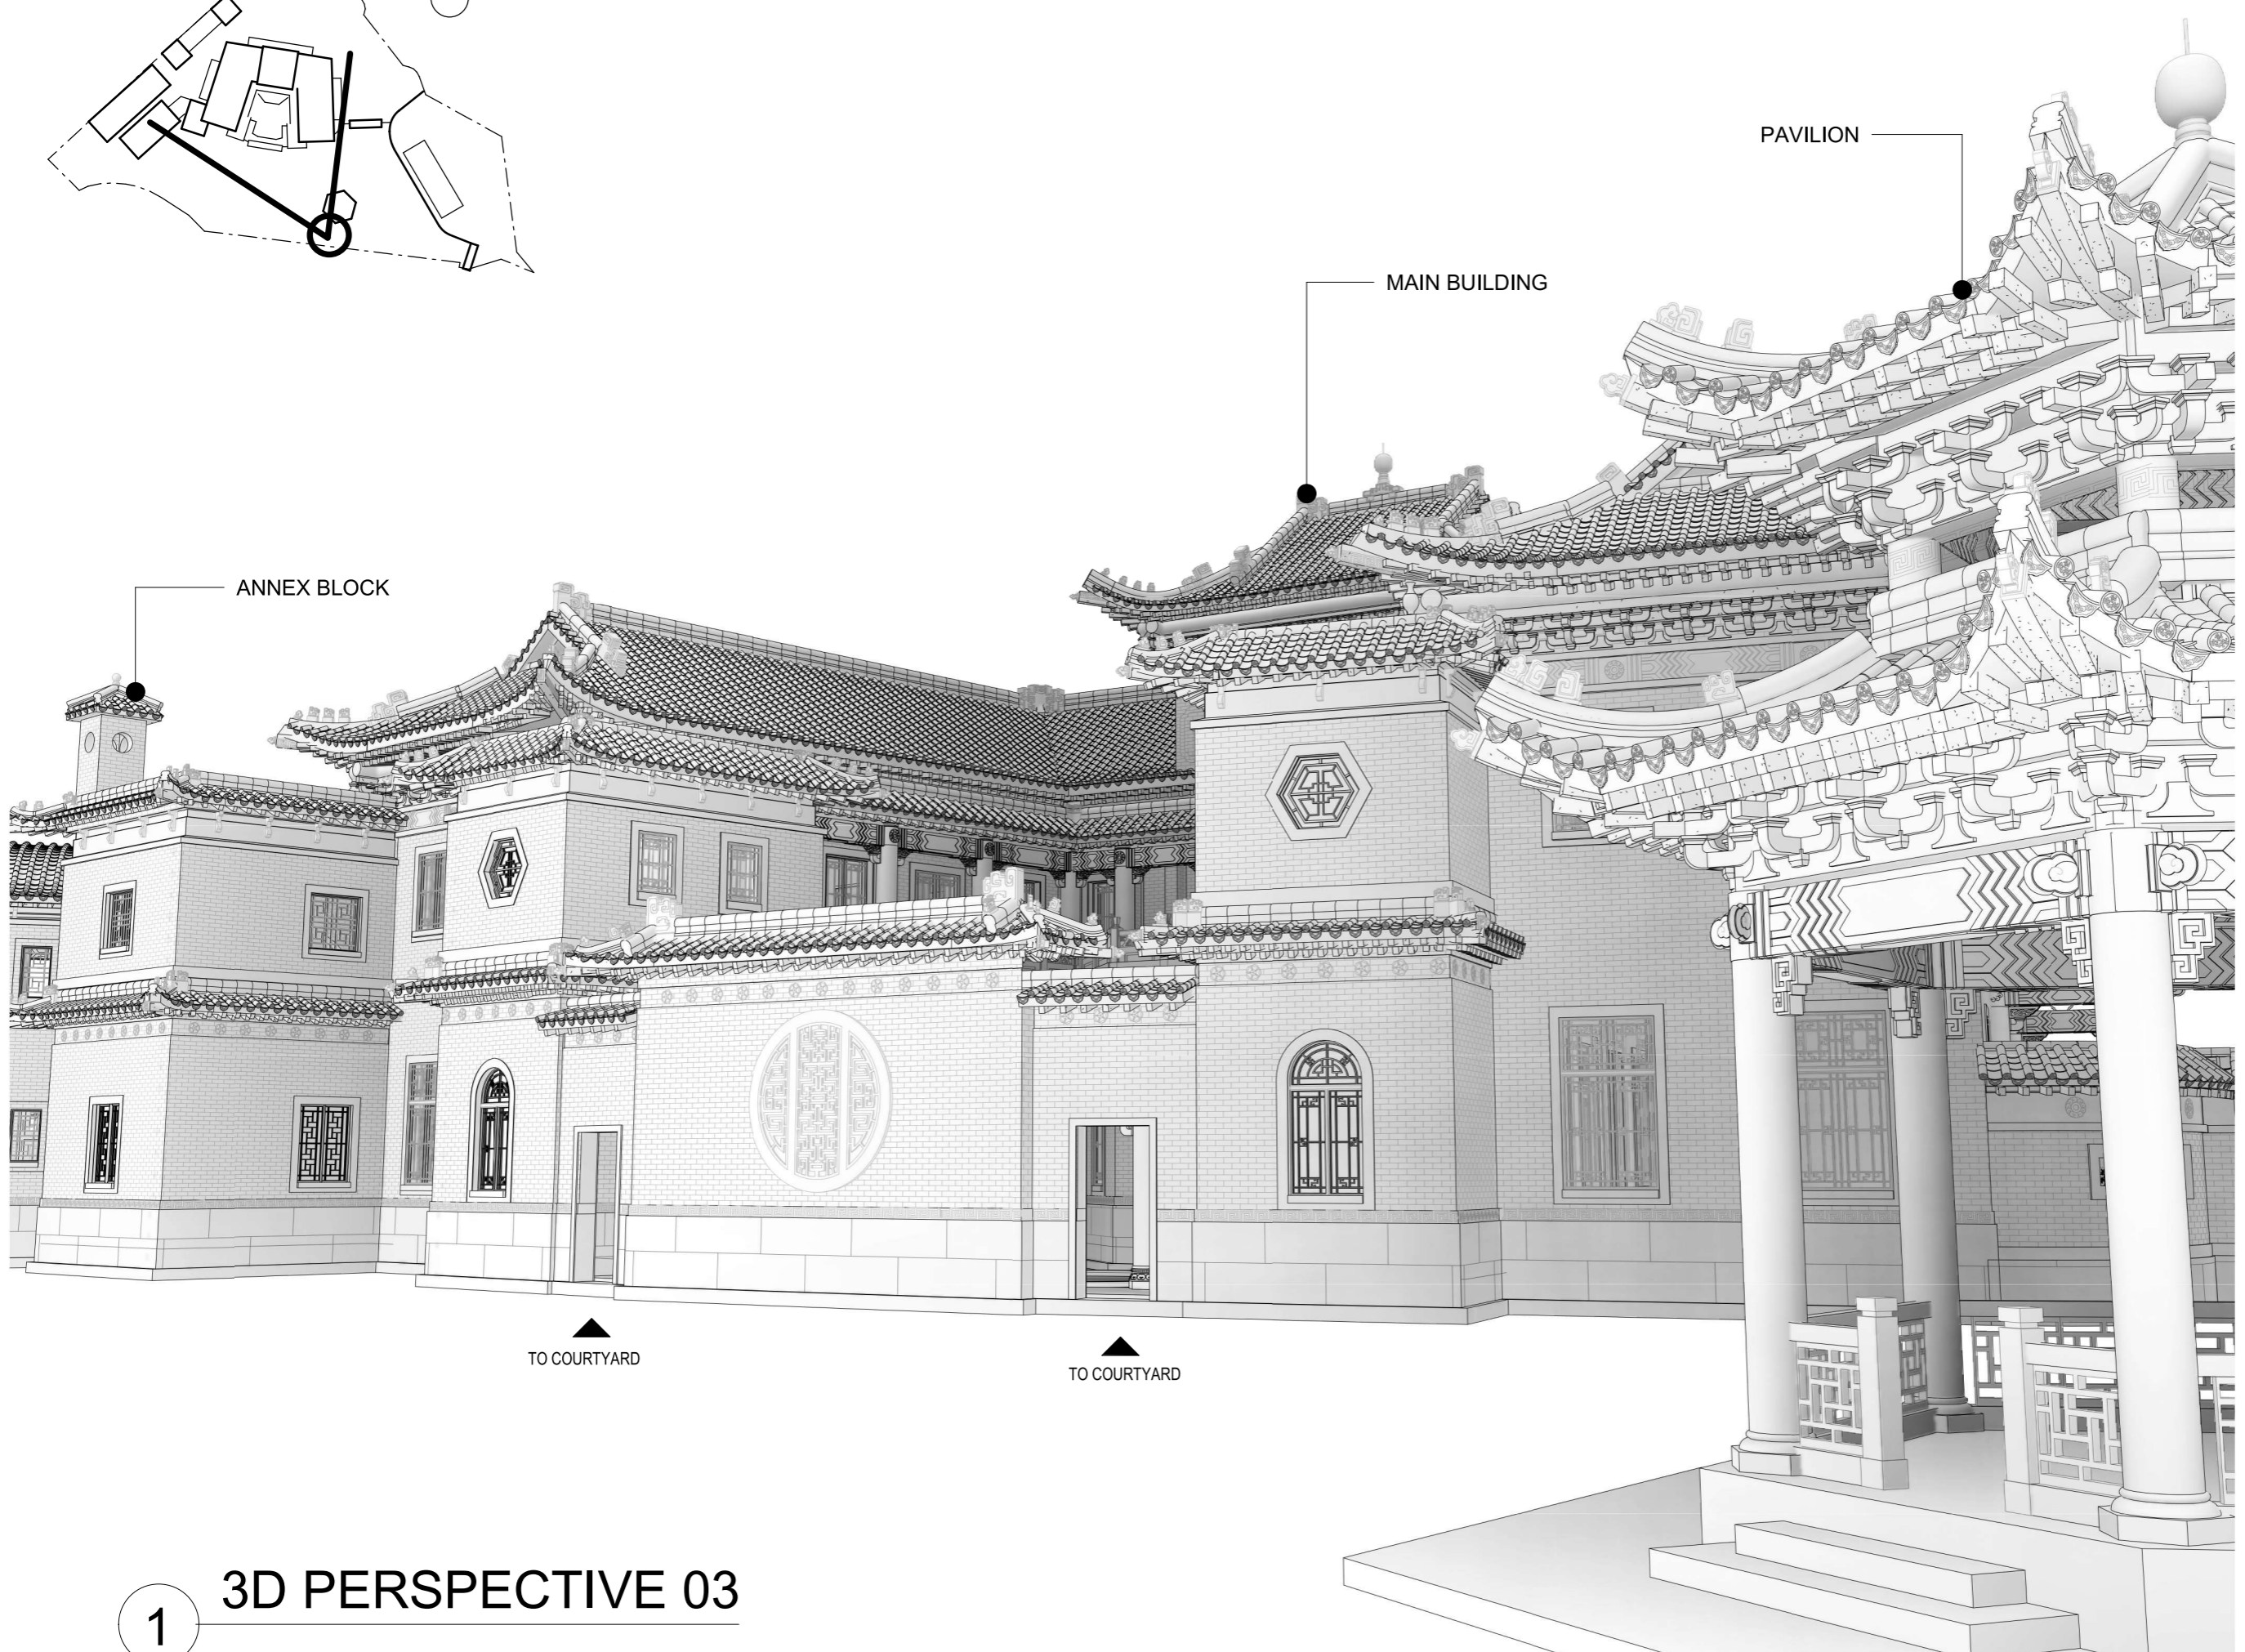 PAVILION
MAIN BUILDING
ANNEX BLOCK
TO COURTYARD
TO COURTYARD
1
3D PERSPECTIVE 03